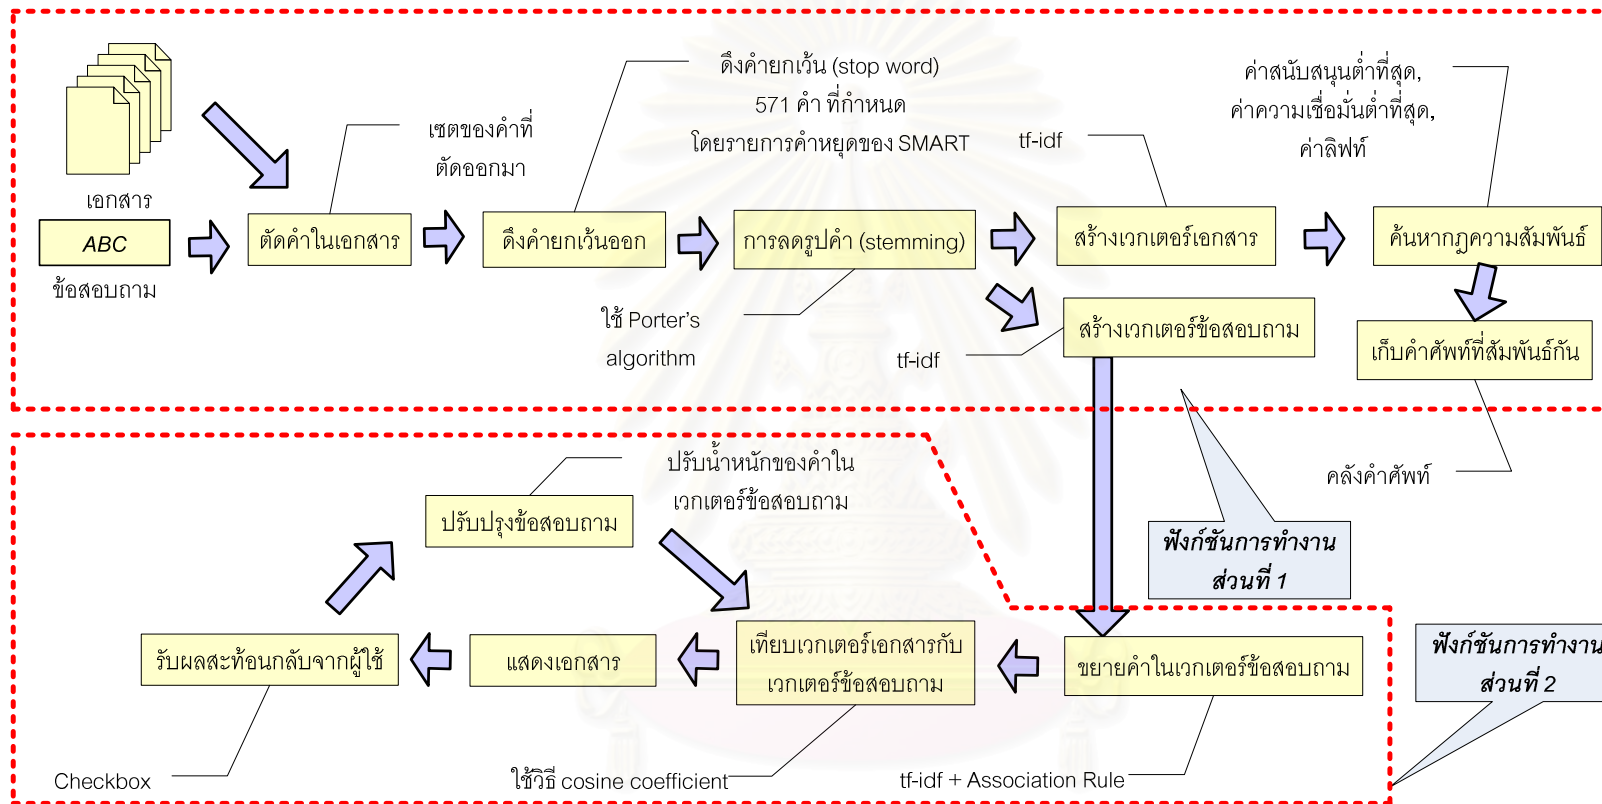 ดึงคำยกเว้น (stop word)
571 คำ ที่กำหนด
โดยรายการคำหยุดของ SMART
ค่าสนับสนุนต่ำที่สุด,
ค่าความเชื่อมั่นต่ำที่สุด,
ค่าลิฟท์
เซตของคำที่
ตัดออกมา
tf-idf
เอกสาร
ABC
ข้อสอบถาม
ตัดคำในเอกสาร
ดึงคำยกเว้นออก
การลดรูปคำ (stemming)
สร้างเวกเตอร์เอกสาร
ค้นหากฎความสัมพันธ์
ใช้ Porter's
algorithm
tf-idf
สร้างเวกเตอร์ข้อสอบถาม
เก็บคำศัพท์ที่สัมพันธ์กัน
คลังคำศัพท์
ฟังก์ชันการทำงาน
ส่วนที่ 1
ปรับน้ำหนักของคำใน
เวกเตอร์ข้อสอบถาม
ปรับปรุงข้อสอบถาม
รับผลสะท้อนกลับจากผู้ใช้
แสดงเอกสาร
เทียบเวกเตอร์เอกสารกับ
เวกเตอร์ข้อสอบถาม
ขยายคำในเวกเตอร์ข้อสอบถาม
ฟังก์ชันการทำงาน
ส่วนที่ 2
Checkbox
ใช้วิธี cosine coefficient
tf-idf + Association Rule